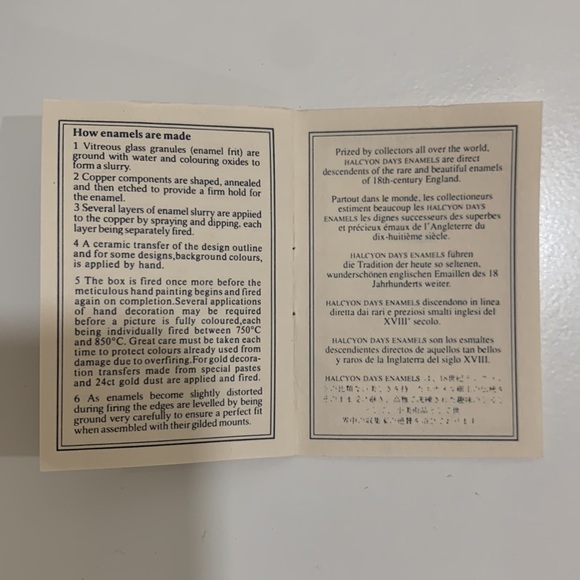 How enamels are made
1 Vitreous glass granules (enamel frit) are
ground with water and colouring oxides to
form a slurry.
2 Copper components are shaped, annealed
and then etched to provide a firm hold for
the enamel.
3 Several layers of enamel slurry are applied
to the copper by spraying and dipping, each
layer being separately fired.
4 A ceramic transfer of the design outline
and for some designs,background colours,
is applied by hand.
5 The box is fired once more before the
meticulous hand painting begins and fired
again on completion.Several applications
of hand decoration may be required
before a picture is fully coloured,each
being individually fired between 750°C
and 850°C. Great care must be taken each
time to protect colours already used from
damage due to overfiring.For gold decora-
tion transfers made from special pastes
and 24ct gold dust are applied and fired.
6 As enamels become slightly distorted
during firing the edges are levelled by being
ground very carefully to ensure a perfect fit
when assembled with their gilded mounts.
Prized by collectors all over the world,
HALCYON DAYS ENAMELS are direct
descendents of the rare and beautiful enamels
of 18th-century England.
Partout dans le monde, les collectioneurs
estiment beaucoup les HALCYON DAYS
ENAMELS les dignes successeurs des superbes
et précieux émaux de l'Angleterre du
dix-huitième siècle.
HALCYON DAYS ENAMELS führen
die Tradition der heute so seltenen,
wunderschönen englischen Emaillen des 18
Jahrhunderts weiter.
HALCYON DAYS ENAMELS discendono in linea
diretta dai rari e preziosi smalti inglesi del
XVIII° secolo.
HALCYON DAYS ENAMELS son los esmaltes
descendientes directos de aquellos tan bellos
y raros de la Inglaterra del siglo XVIII.
HALCYON DAYS ENAMELS は、18世紀